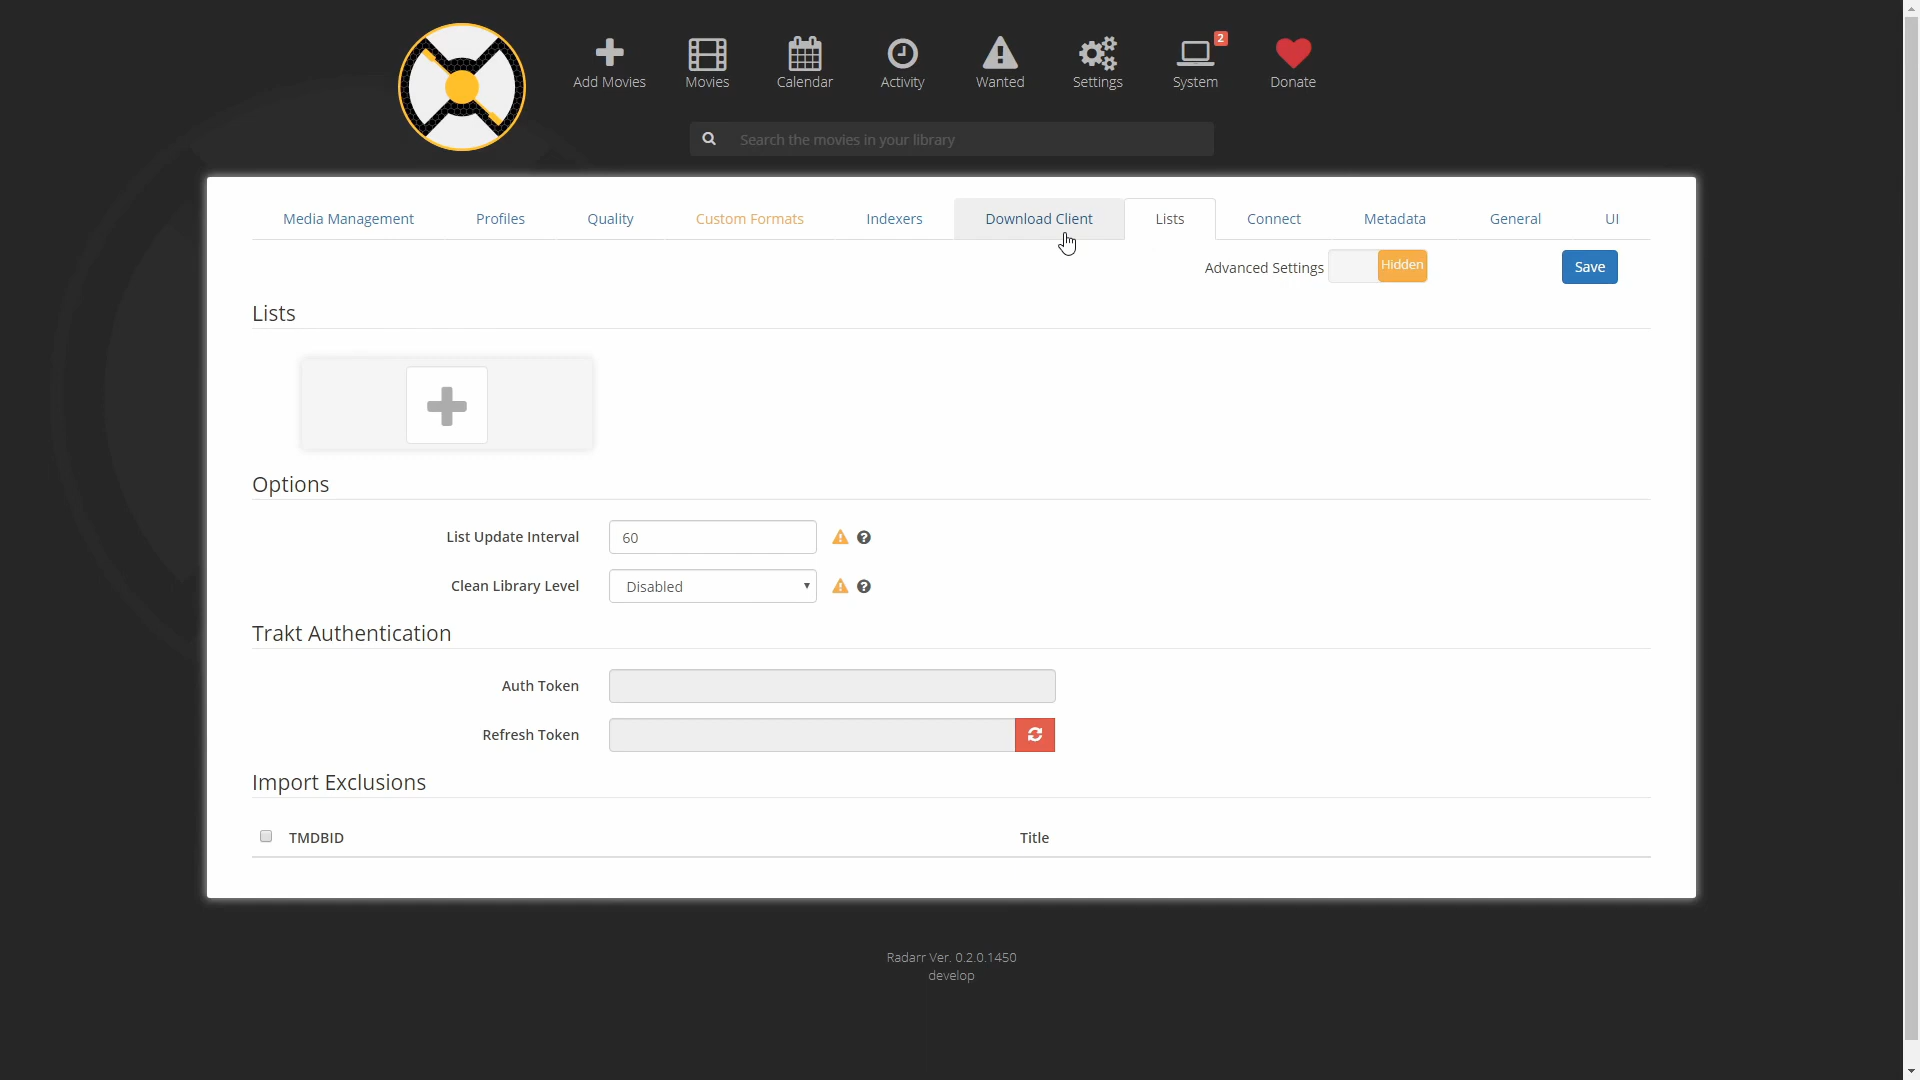 2
Add Movies Movies Calendar Activity Wanted Settings System Donate
Search the movies in your library
Media Management Profiles Quality Custom Formats Indexers Download Client Lists Connect Metadata General UI
Advanced Settings Hidden Save
Lists
Options
List Update Interval 60
Clean Library Level Disabled
Trakt Authentication
Auth Token
Refresh Token
Import Exclusions
TMDBID Title
Radarr Ver. 0.2.0.1450
develop